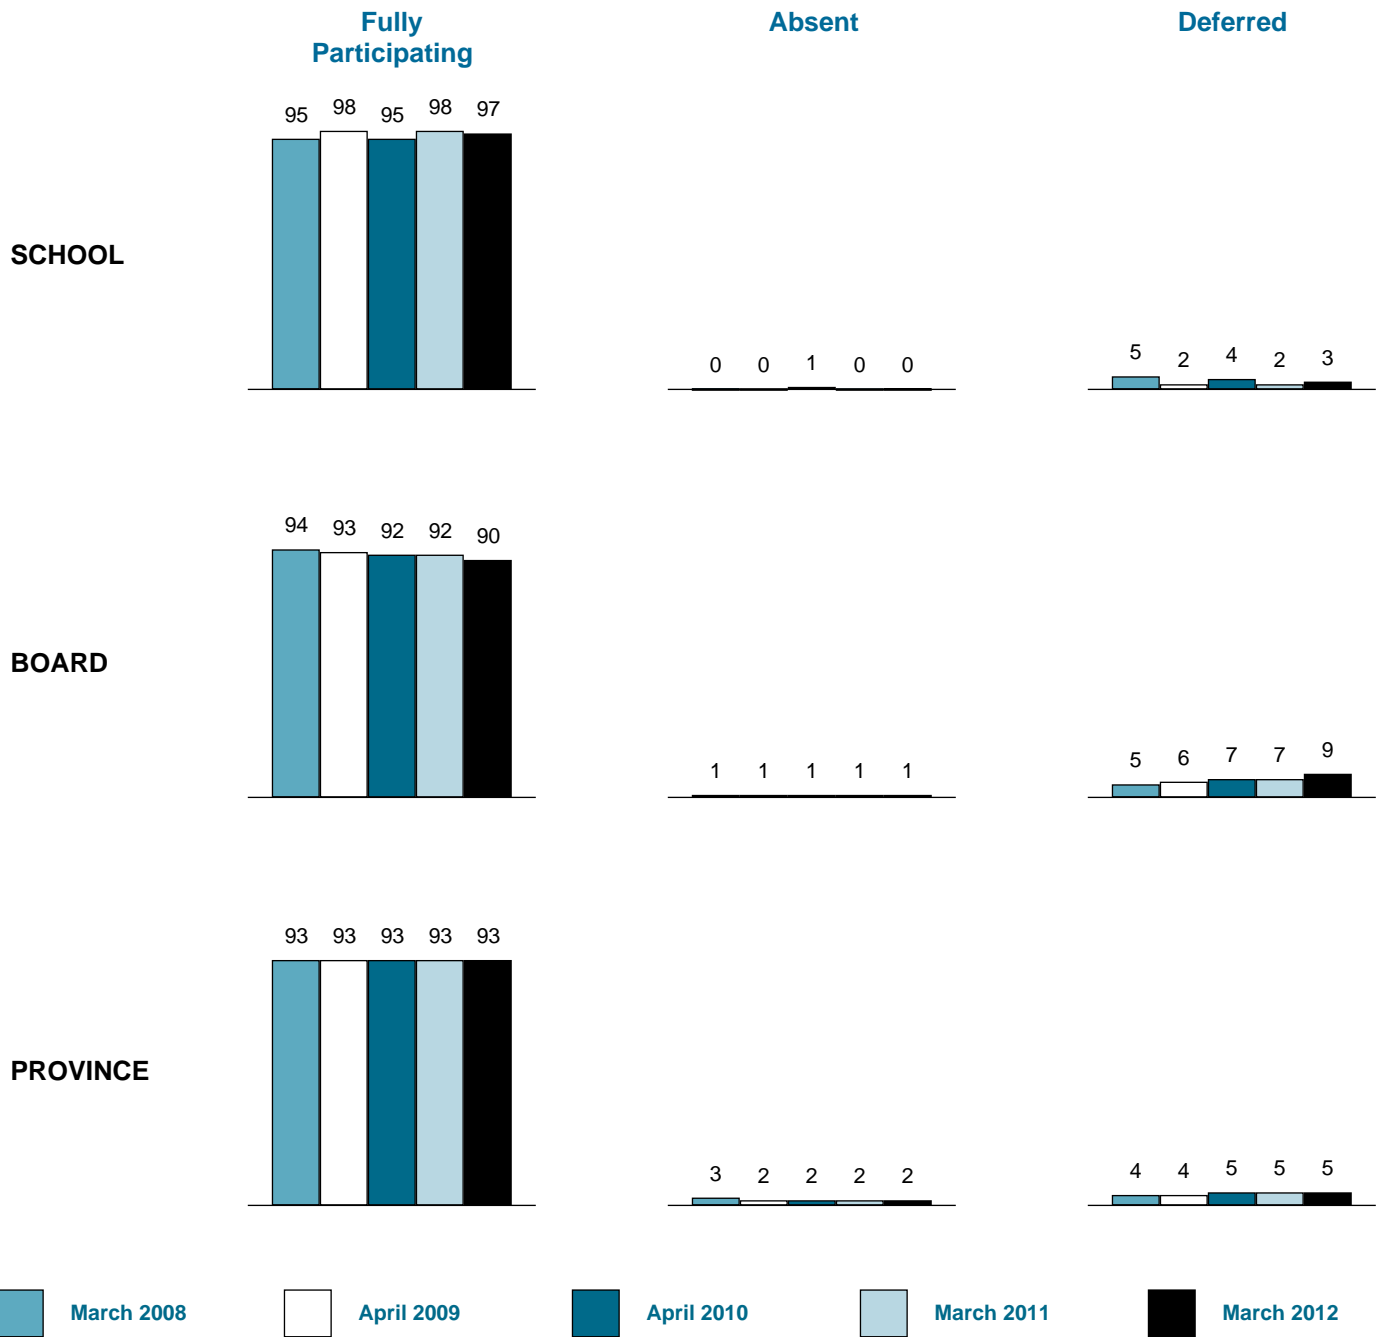 Fully
Participating
Absent
Deferred
95 98 95 98 97
0 0 1 0 0
5 2 4 2 3
SCHOOL
94 93 92 92 90
1 1 1 1 1
5 6 7 7 9
BOARD
93 93 93 93 93
3 2 2 2 2
4 4 5 5 5
PROVINCE
March 2008
April 2009
April 2010
March 2011
March 2012